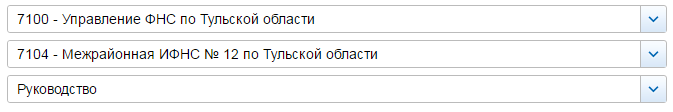 7100 - Управление ФНС по Тульской области
7104 - Межрайонная ИФНС № 12 по Тульской области
Руководство